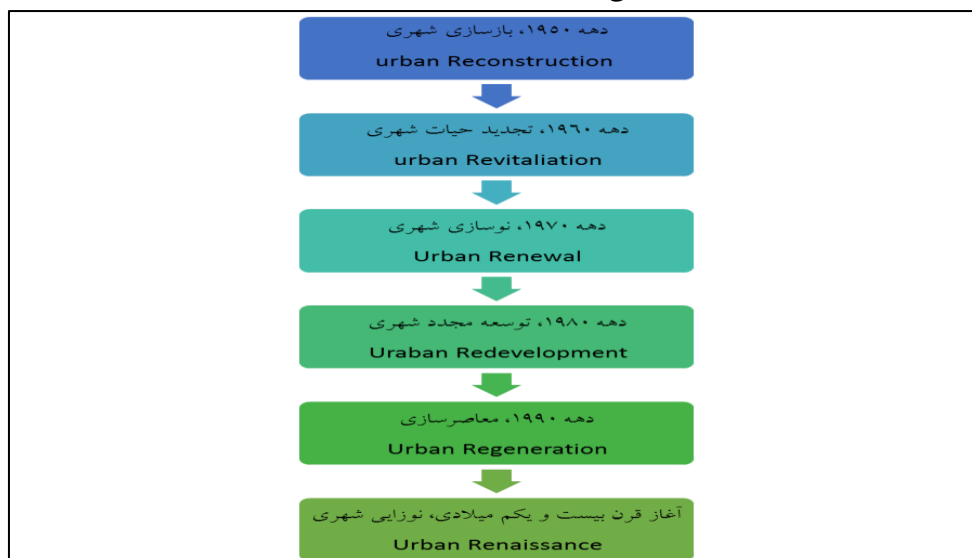 دهه ۱۹۵۰، بازسازی شهری
urban Reconstruction
دهه ۱۹۶۰، تجدید حیات شهری
urban Revitaliation
دهه ۱۹۷۰، نوسازی شهری
Urban Renewal
دهه ۱۹۸۰، توسعه مجدد شهری
Uraban Redevelopment
دهه ۱۹۹۰، معاصرسازی
Urban Regeneration
آغاز قرن بیست و یکم میلادی، نوزایی شهری
Urban Renaissance